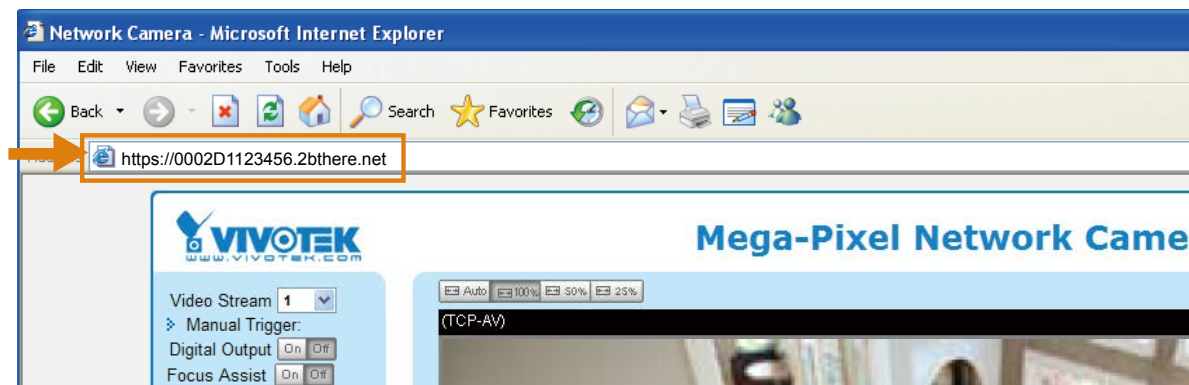 Network Camera - Microsoft Internet Explorer
File Edit View Favorites Tools Help
Back Search Favorites
https://0002D1123456.2bthere.net
VIVOTEK
WWW.VIVOTEK.COM
Mega-Pixel Network Came
Video Stream 1
Auto 100% 50% 25%
Manual Trigger:
(TCP-AV)
Digital Output On Off
Focus Assist On Off